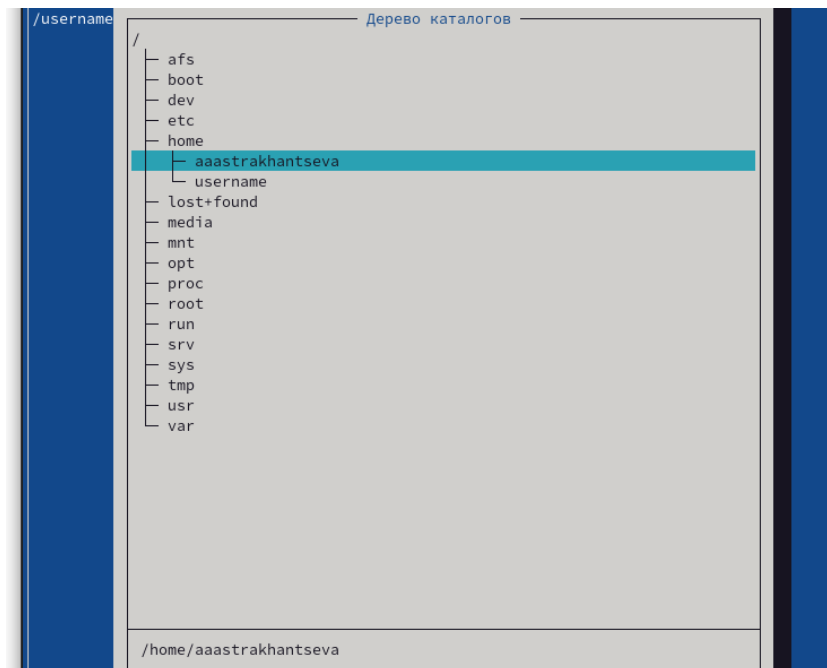 /username
Дерево каталогов
/
afs
boot
dev
etc
home
aaastrakhantseva
username
lost+found
media
mnt
opt
proc
root
run
srv
sys
tmp
usr
var
/home/aaastrakhantseva